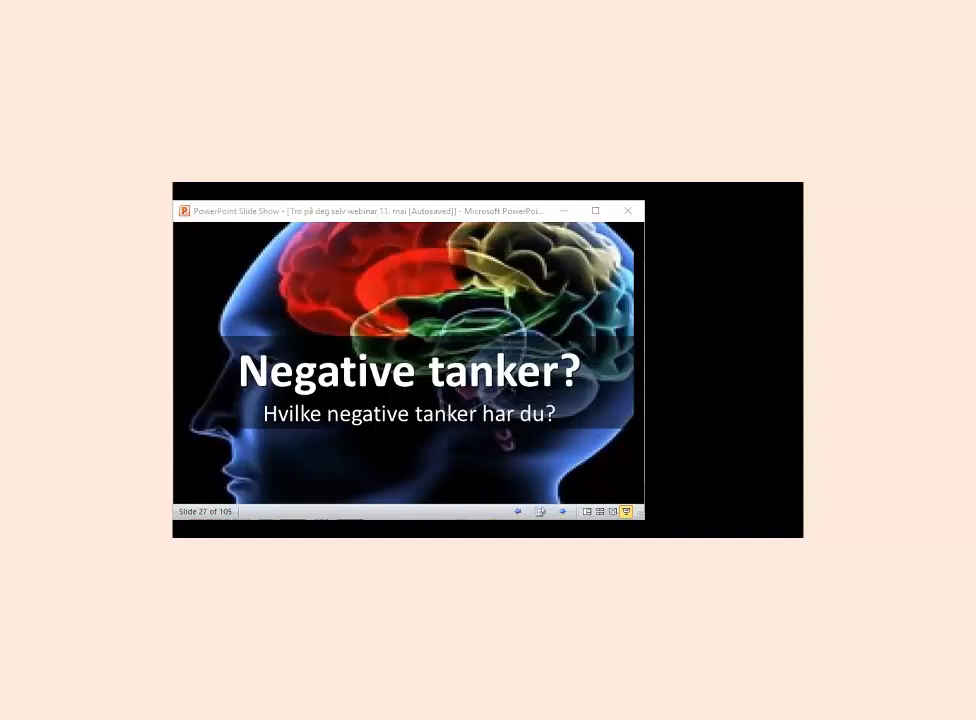 PowerPoint Slide Show - [Tro på deg selv webinar 11. mai [Autosaved]] - Microsoft PowerPoi...
Negative tanker?
Hvilke negative tanker har du?
Slide 27 of 105